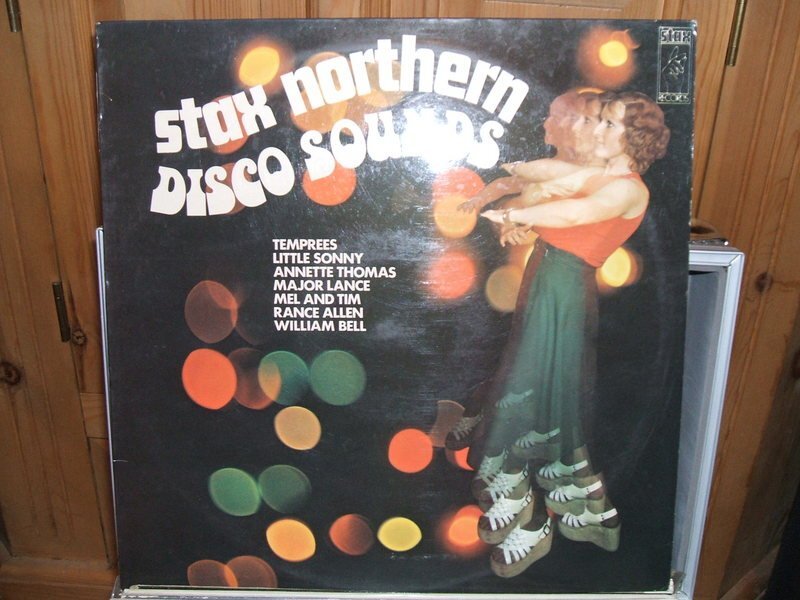 stax northern
DISCO SOUNDS
stax
RECORDS
TEMPREES
LITTLE SONNY
ANNETTE THOMAS
MAJOR LANCE
MEL AND TIM
RANCE ALLEN
WILLIAM BELL